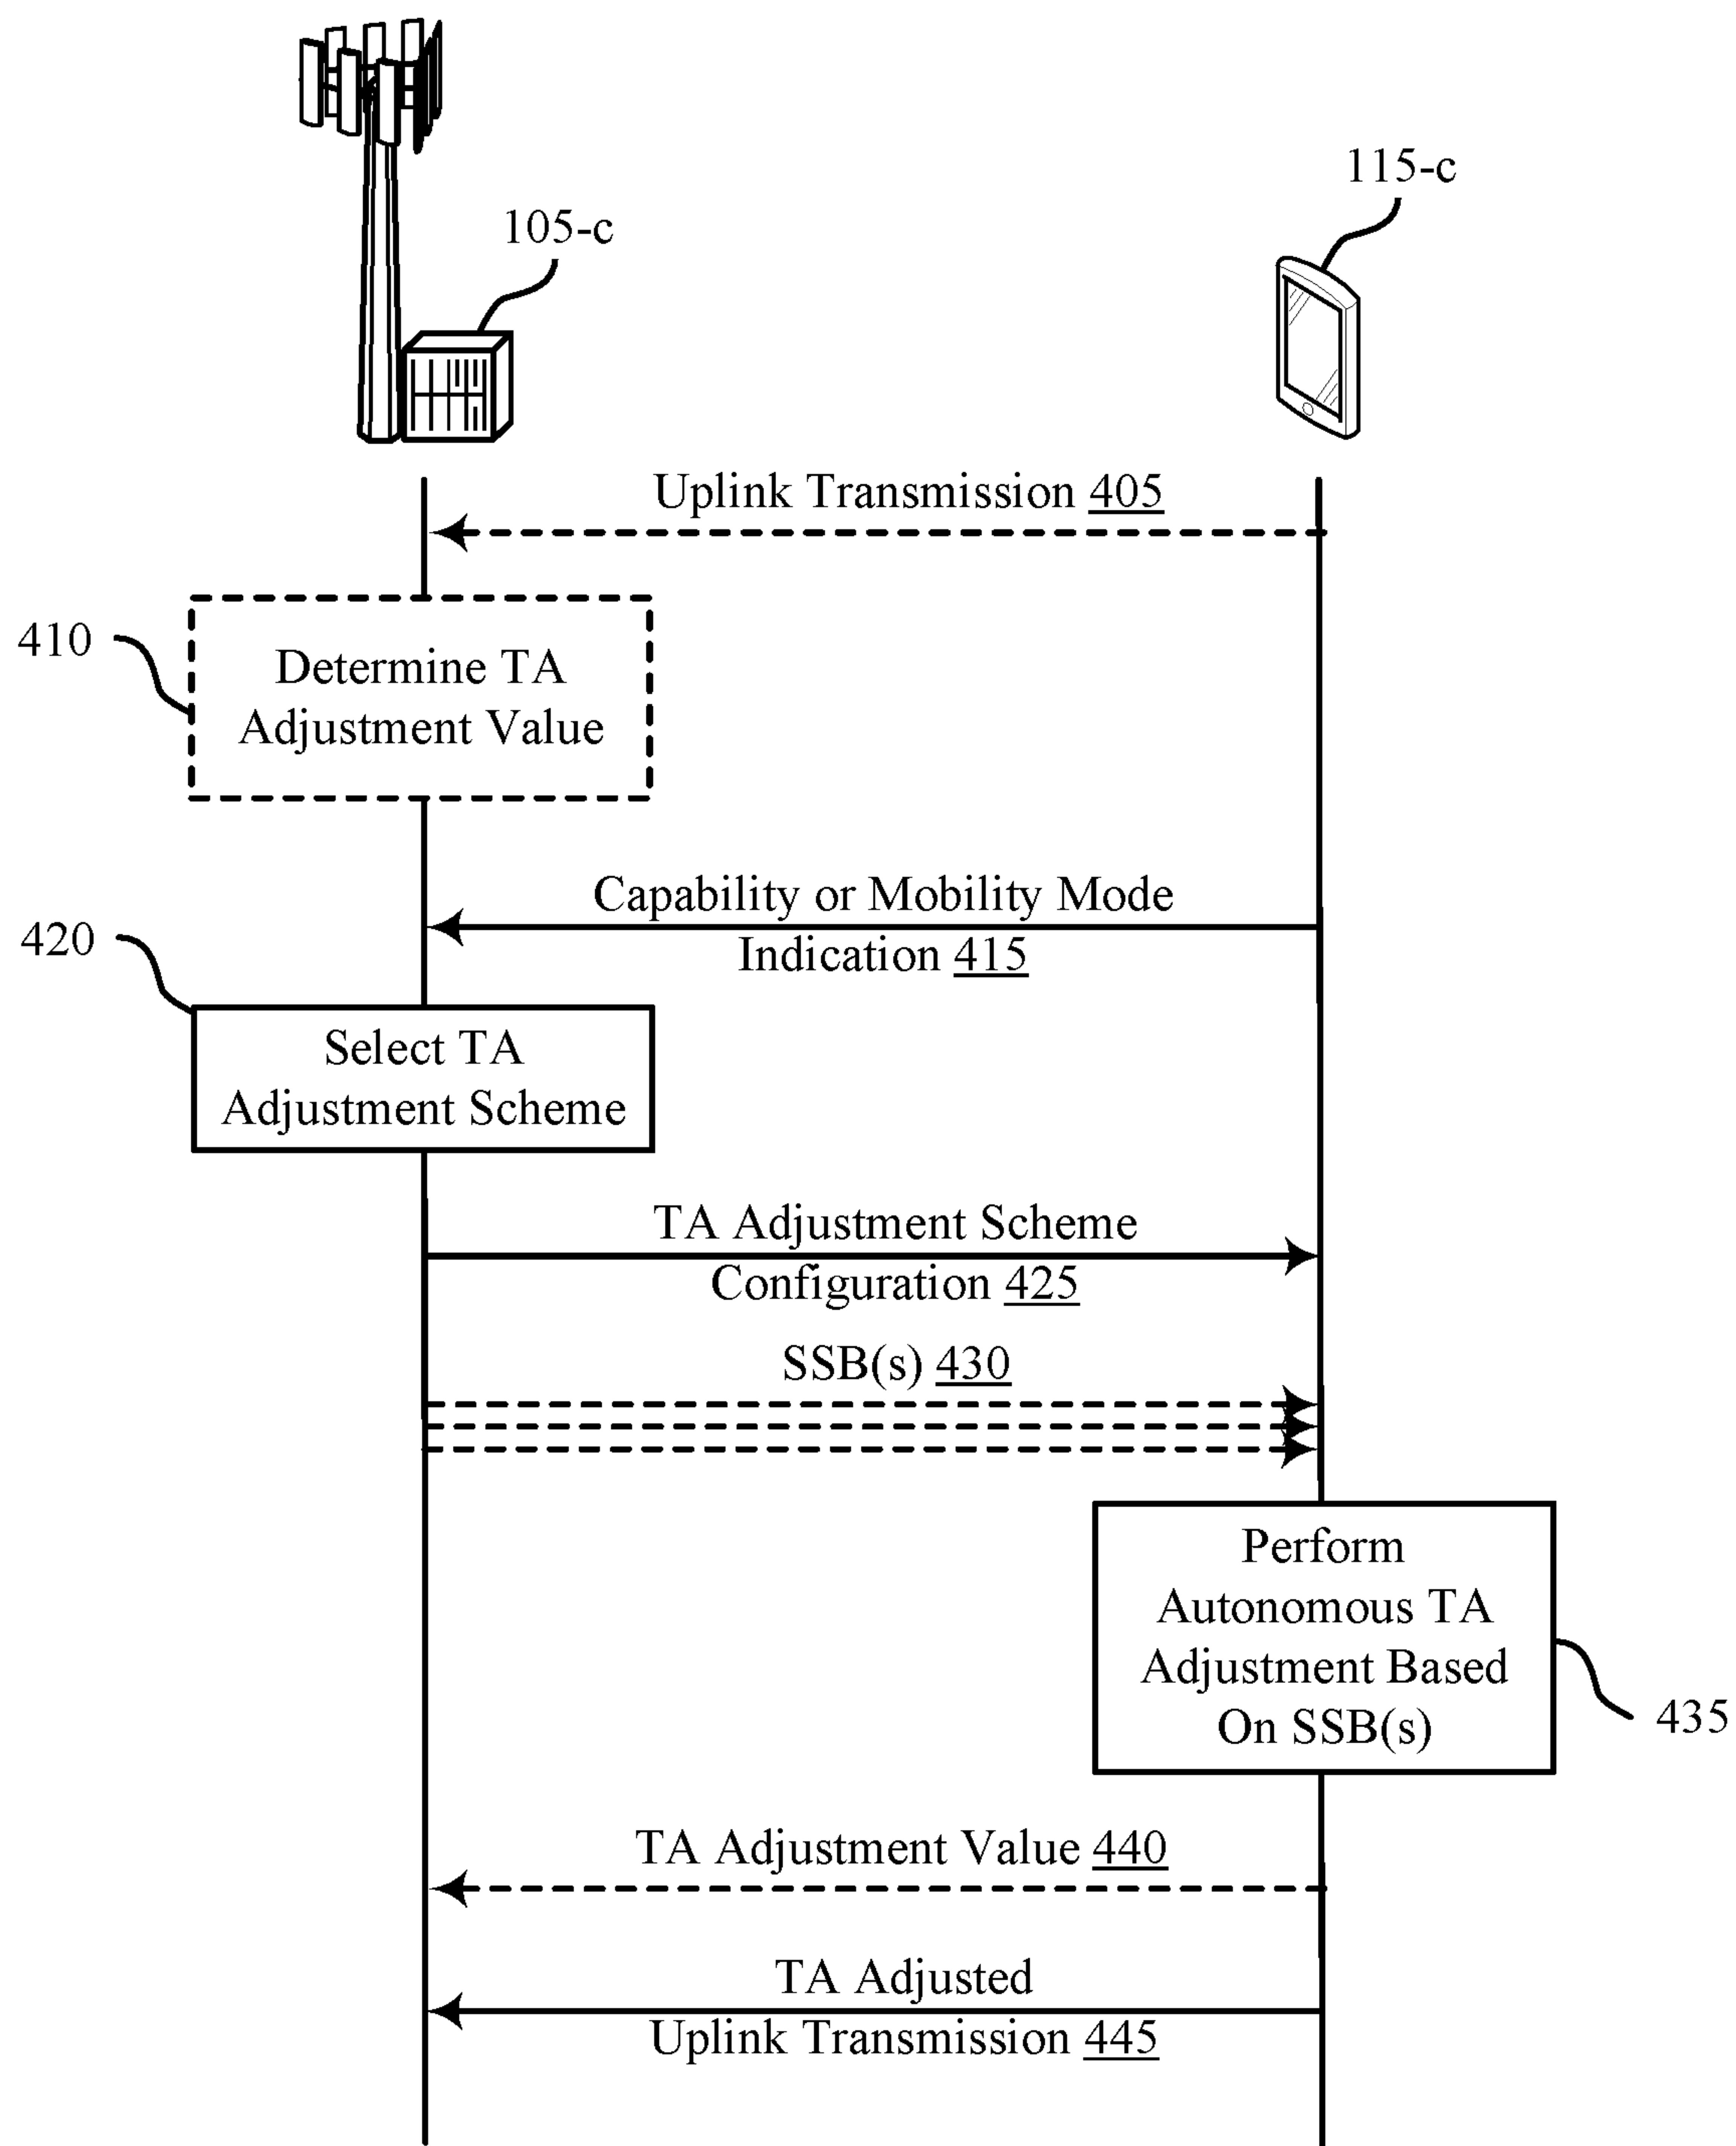 115-c
105-c
Uplink Transmission 405
410
Determine TA
Adjustment Value
Capability or Mobility Mode
Indication 415
420
Select TA
Adjustment Scheme
TA Adjustment Scheme
Configuration 425
SSB(s) 430
Perform
Autonomous TA
Adjustment Based
On SSB(s)
435
TA Adjustment Value 440
TA Adjusted
Uplink Transmission 445